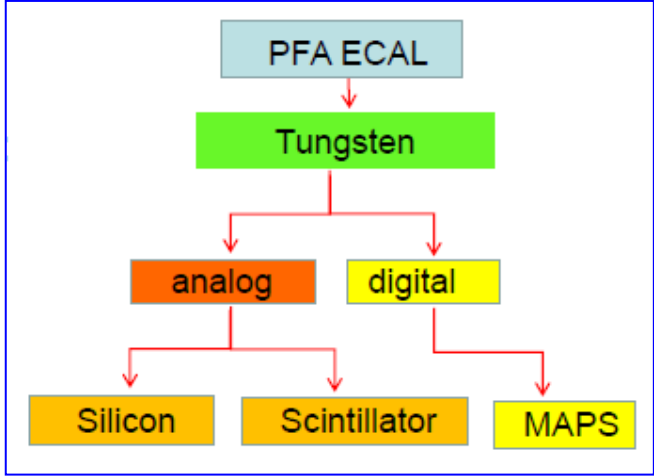 PFA ECAL
Tungsten
analog
digital
Silicon
Scintillator
MAPS